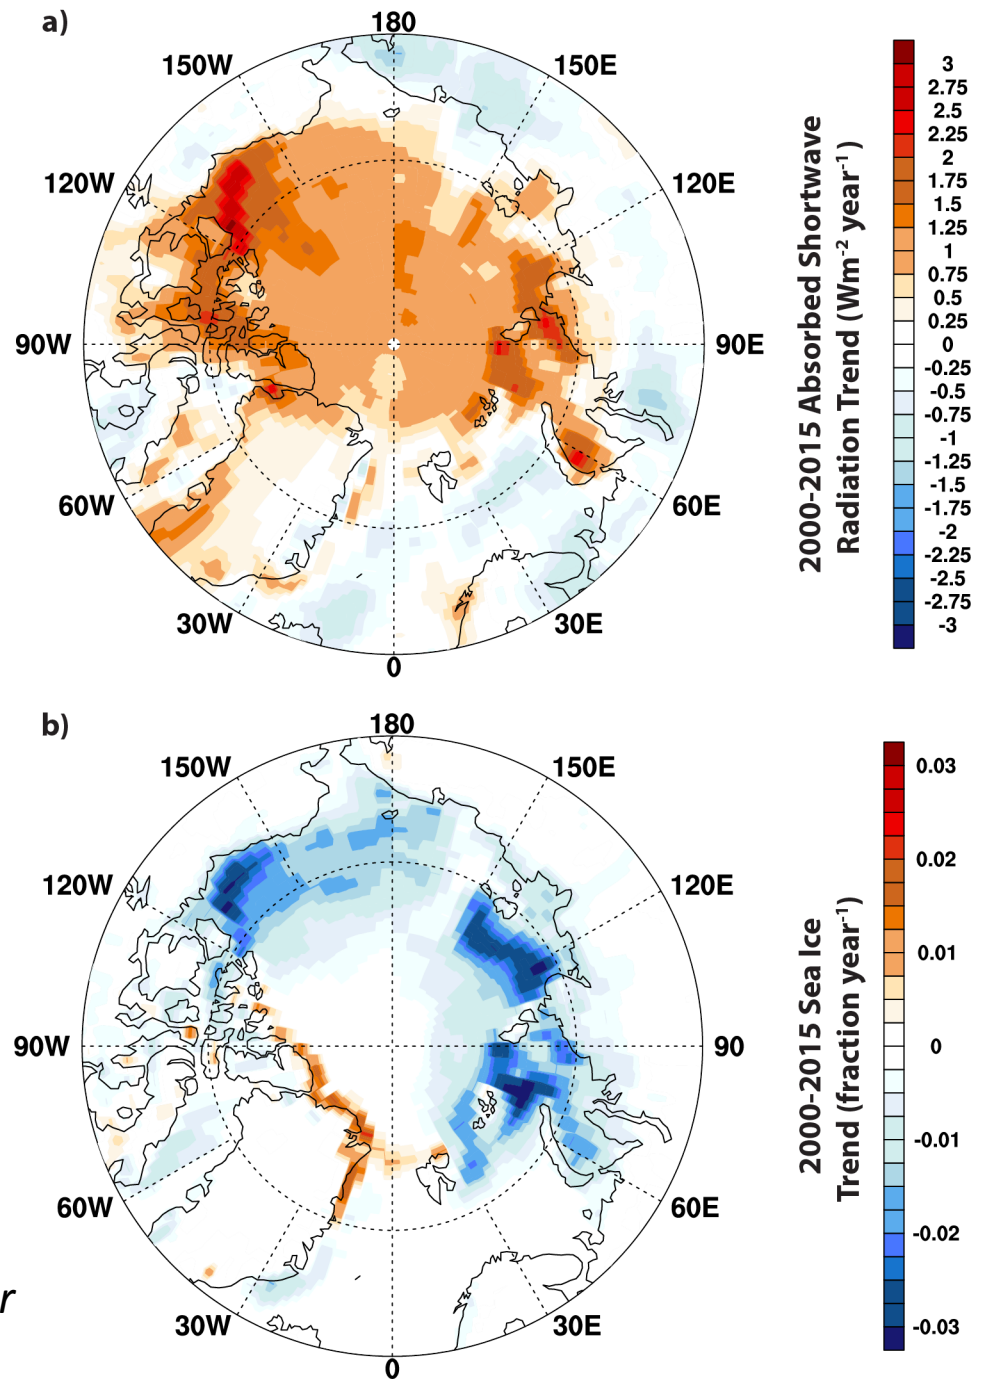 a)
180
150W
150E
120W
120E
90W
90E
60W
60E
30W
30E
0
2000-2015 Absorbed Shortwave
Radiation Trend (Wm-2 year-1)
3
2.75
2.5
2.25
2
1.75
1.5
1.25
1
0.75
0.5
0.25
0
-0.25
-0.5
-0.75
-1
-1.25
-1.5
-1.75
-2
-2.25
-2.5
-2.75
-3
b)
180
150W
150E
120W
120E
90W
90
60W
60E
30W
30E
0
2000-2015 Sea Ice
Trend (fraction year-1)
0.03
0.02
0.01
0
-0.01
-0.02
-0.03
r